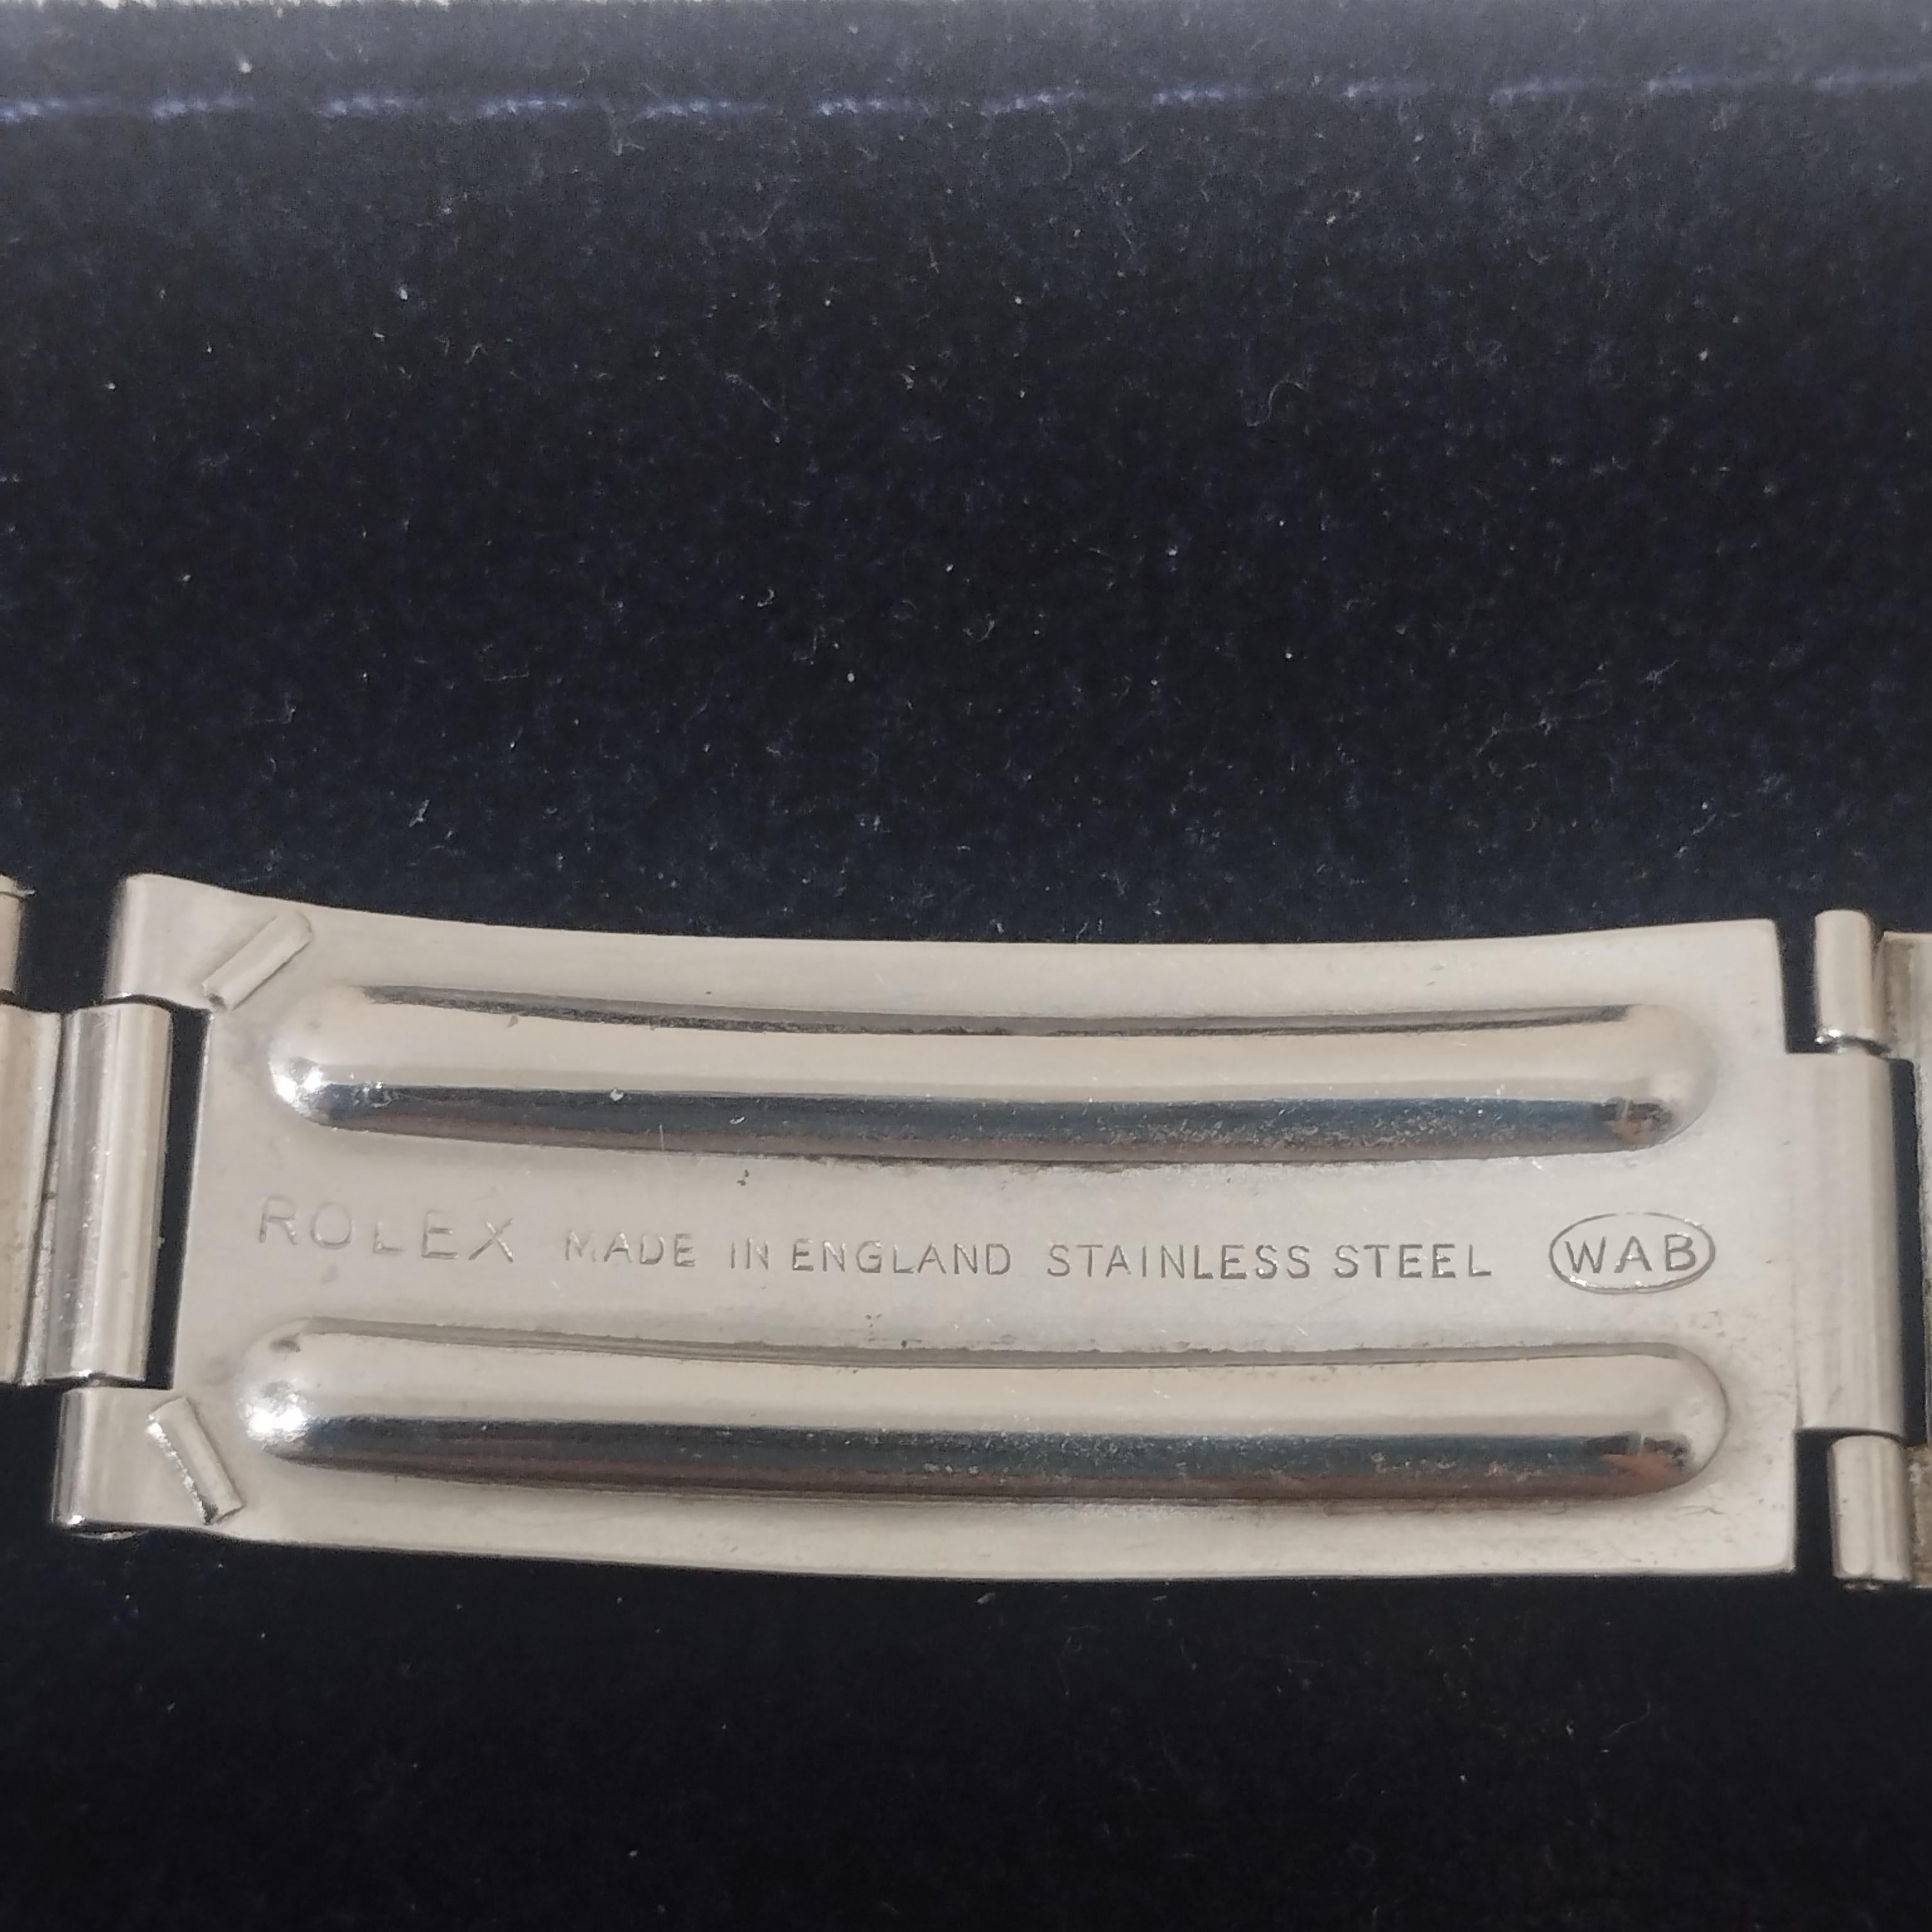 ROLEX MADE IN ENGLAND STAINLESS STEEL WAB